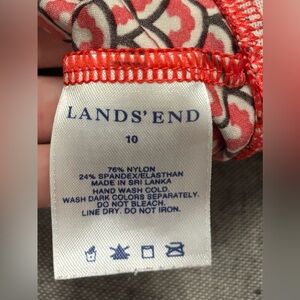 LANDS' END
10
76% NYLON
24% SPANDEX/ELASTHAN
MADE IN SRI LANKA
HAND WASH COLD.
WASH DARK COLORS SEPARATELY.
DO NOT BLEACH.
LINE DRY. DO NOT IRON.